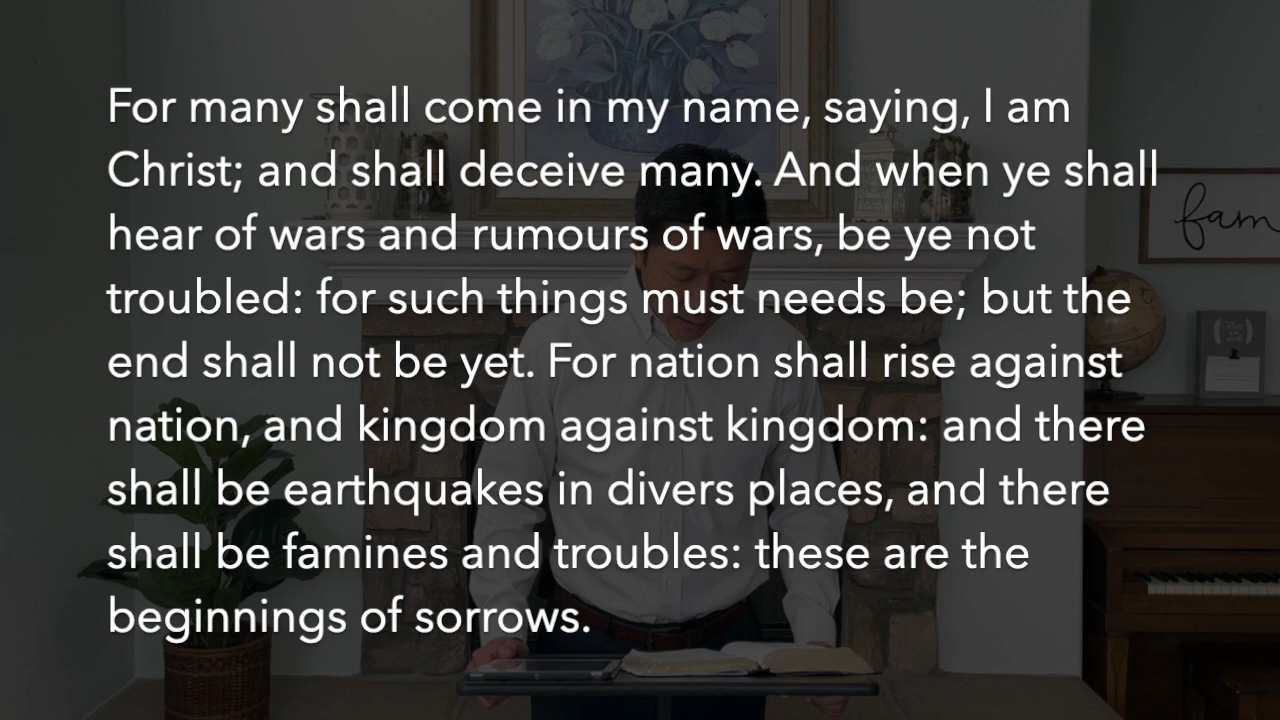 For many shall come in my name, saying, I am
Christ; and shall deceive many. And when ye shall
hear of wars and rumours of wars, be ye not
troubled: for such things must needs be; but the
end shall not be yet. For nation shall rise against
nation, and kingdom against kingdom: and there
shall be earthquakes in divers places, and there
shall be famines and troubles: these are the
beginnings of sorrows.
fam